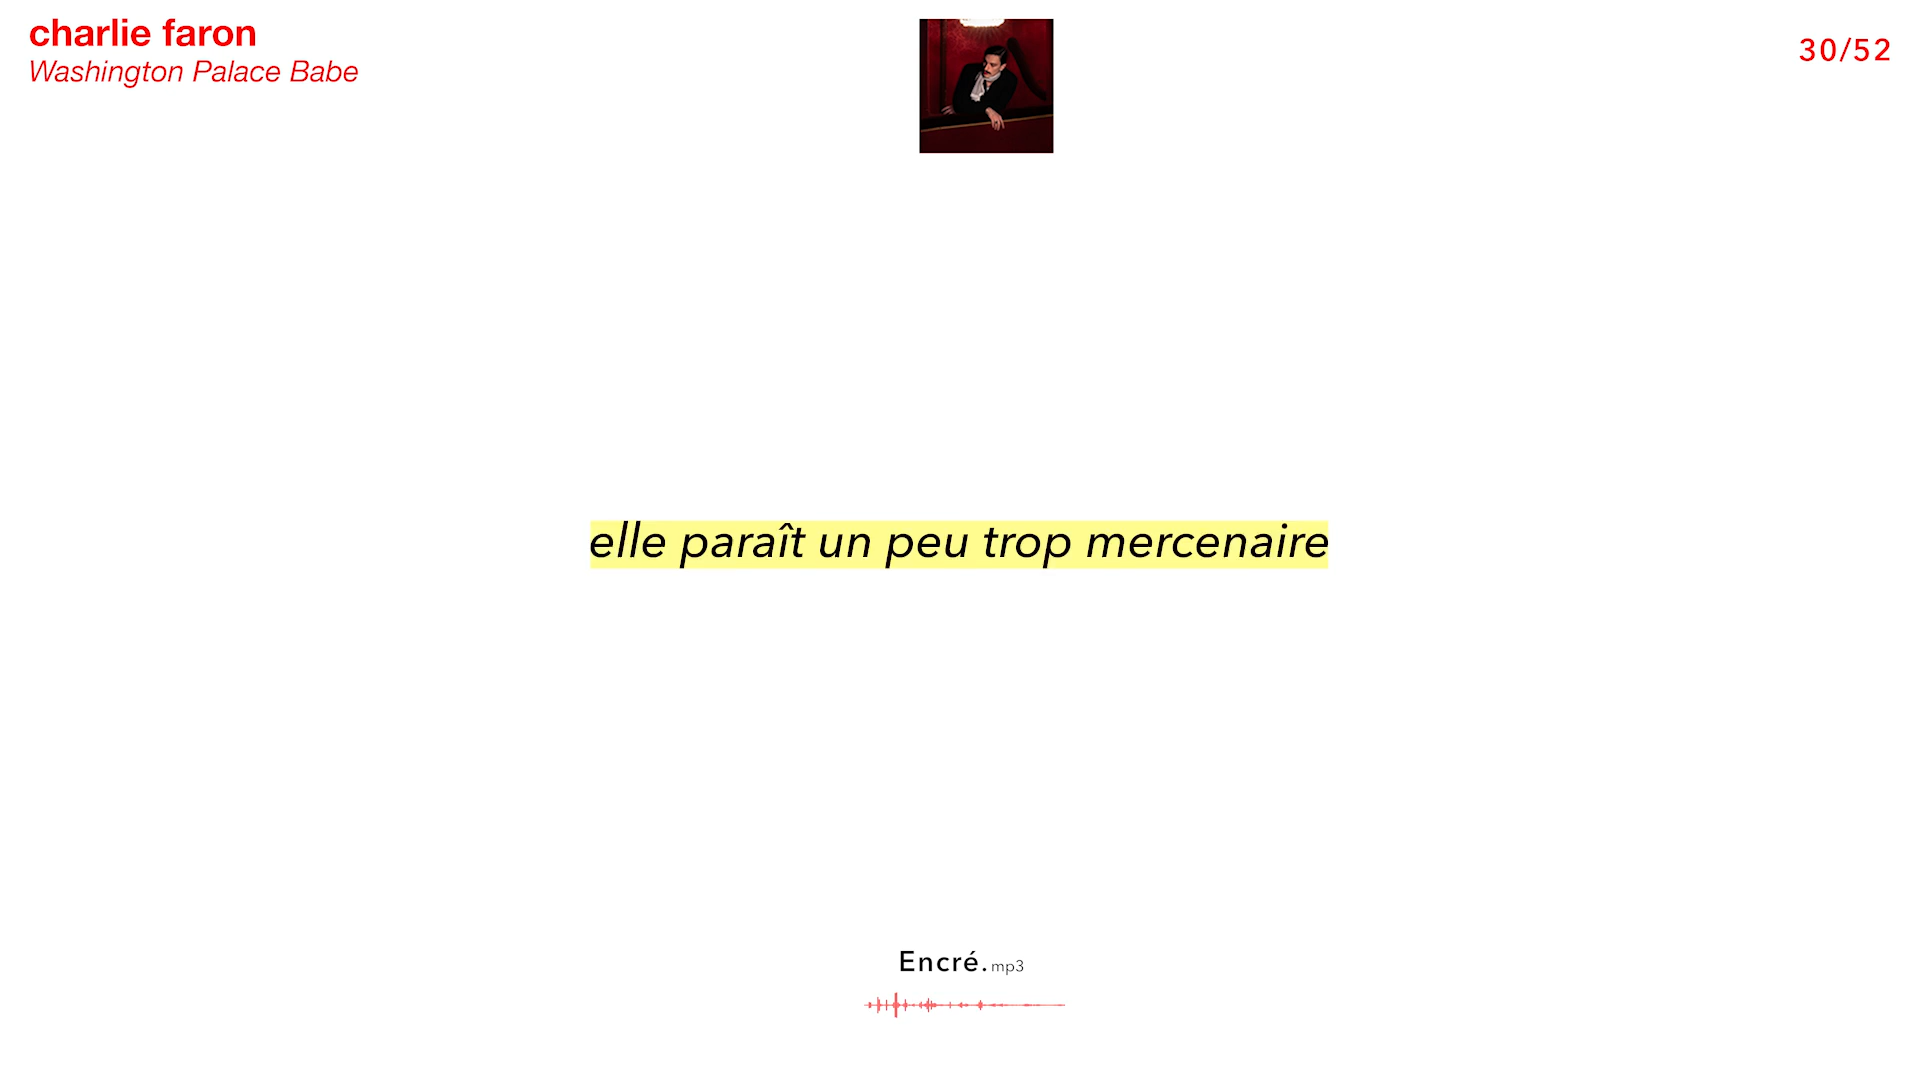 charlie faron
Washington Palace Babe
30/52
elle paraît un peu trop mercenaire
Encré.mp3